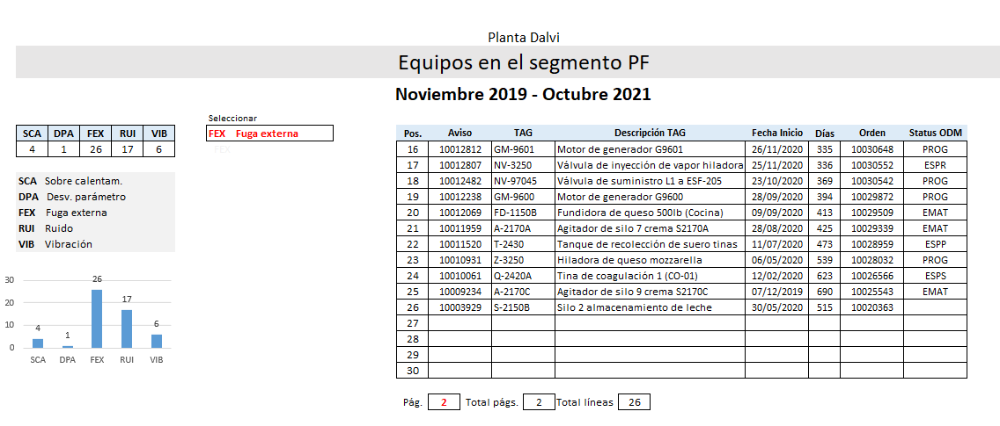 Planta Dalvi
Equipos en el segmento PF
Noviembre 2019 - Octubre 2021
Seleccionar
FEX Fuga externa
FEX
SCA DPA FEX RUI VIB
4 1 26 17 6
SCA Sobre calentam.
DPA Desv. parámetro
FEX Fuga externa
RUI Ruido
VIB Vibración
30
20
10
0
4
1
26
17
6
SCA DPA FEX RUI VIB
Pos. Aviso TAG Descripción TAG Fecha Inicio Días Orden Status ODM
16 10012812 GM-9601 Motor de generador G9601 26/11/2020 335 10030648 PROG
17 10012807 NV-3250 Válvula de inyección de vapor hiladora 25/11/2020 336 10030552 ESPR
18 10012482 NV-97045 Válvula de suministro L1 a ESF-205 23/10/2020 369 10030542 PROG
19 10012238 GM-9600 Motor de generador G9600 28/09/2020 394 10029872 PROG
20 10012069 FD-1150B Fundidora de queso 500lb (Cocina) 09/09/2020 413 10029509 EMAT
21 10011959 A-2170A Agitador de silo 7 crema S2170A 28/08/2020 425 10029339 EMAT
22 10011520 T-2430 Tanque de recolección de suero tinas 11/07/2020 473 10028959 ESPP
23 10010931 Z-3250 Hiladora de queso mozzarella 06/05/2020 539 10028032 PROG
24 10010061 Q-2420A Tina de coagulación 1 (CO-01) 12/02/2020 623 10026566 ESPS
25 10009234 A-2170C Agitador de silo 9 crema S2170C 07/12/2019 690 10025543 EMAT
26 10003929 S-2150B Silo 2 almacenamiento de leche 30/05/2020 515 10020363
27
28
29
30
Pág. 2 Total págs. 2 Total líneas 26